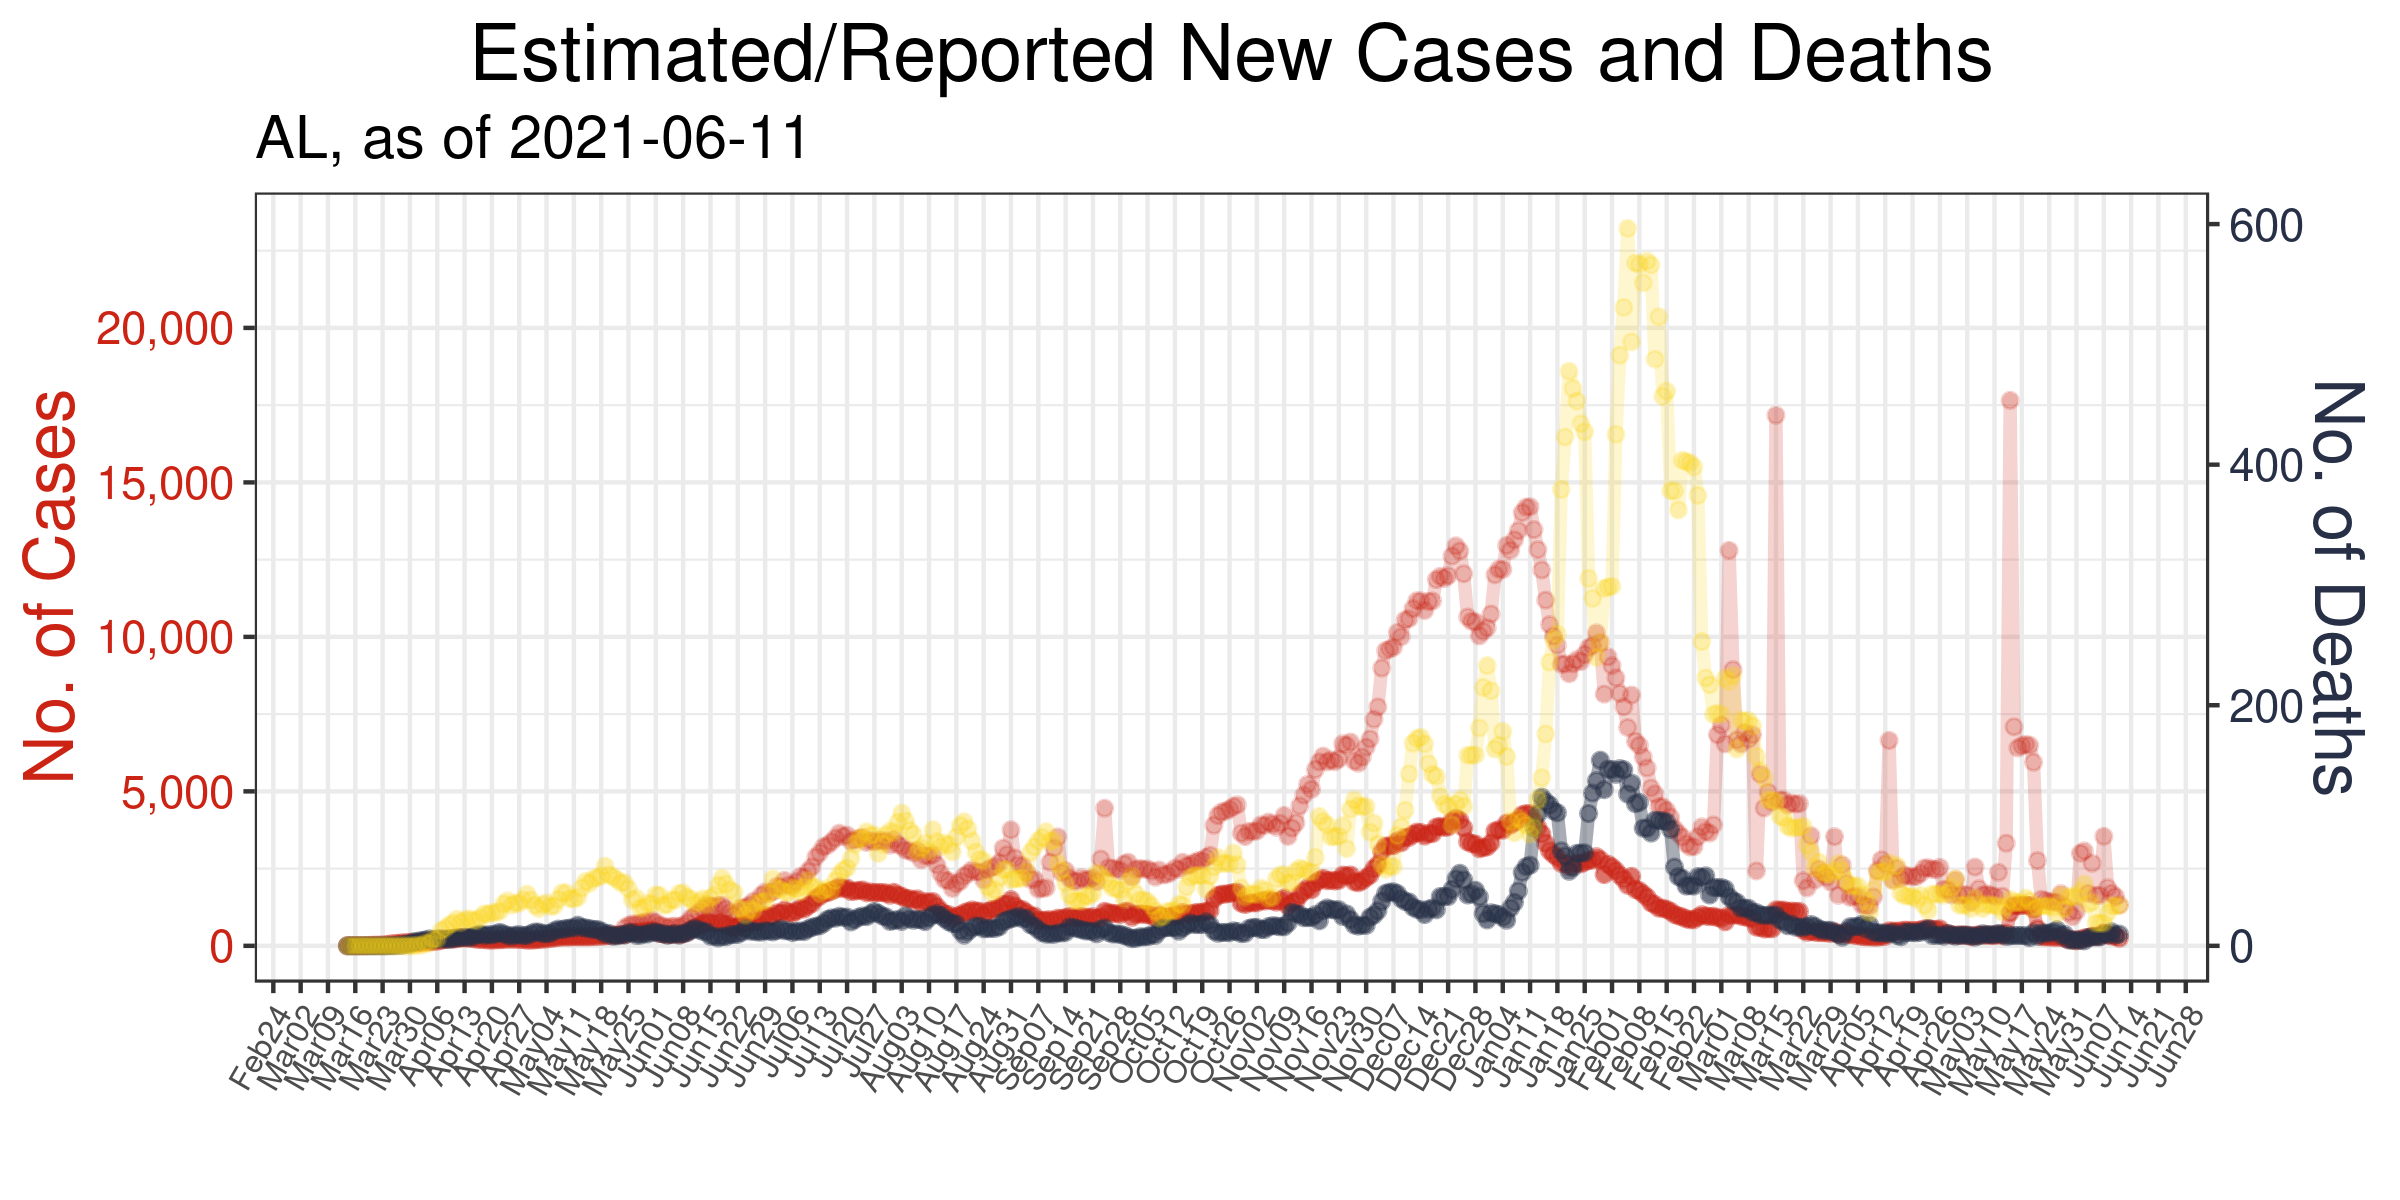 Estimated/Reported New Cases and Deaths
AL, as of 2021-06-11
No. of Cases
20,000
15,000
10,000
5,000
0
600
400
200
0
No. of Deaths
Feb24
Mar02
Mar09
Mar16
Mar23
Mar30
Apr06
Apr13
Apr20
Apr27
May04
May11
May18
May25
Jun01
Jun08
Jun15
Jun22
Jun29
Jul06
Jul13
Jul20
Jul27
Aug03
Aug10
Aug17
Aug24
Aug31
Sep07
Sep14
Sep21
Sep28
Oct05
Oct12
Oct19
Oct26
Nov02
Nov09
Nov16
Nov23
Nov30
Dec07
Dec14
Dec21
Dec28
Jan04
Jan11
Jan18
Jan25
Feb01
Feb08
Feb15
Feb22
Mar01
Mar08
Mar15
Mar22
Mar29
Apr05
Apr12
Apr19
Apr26
May03
May10
May17
May24
May31
Jun07
Jun14
Jun21
Jun28